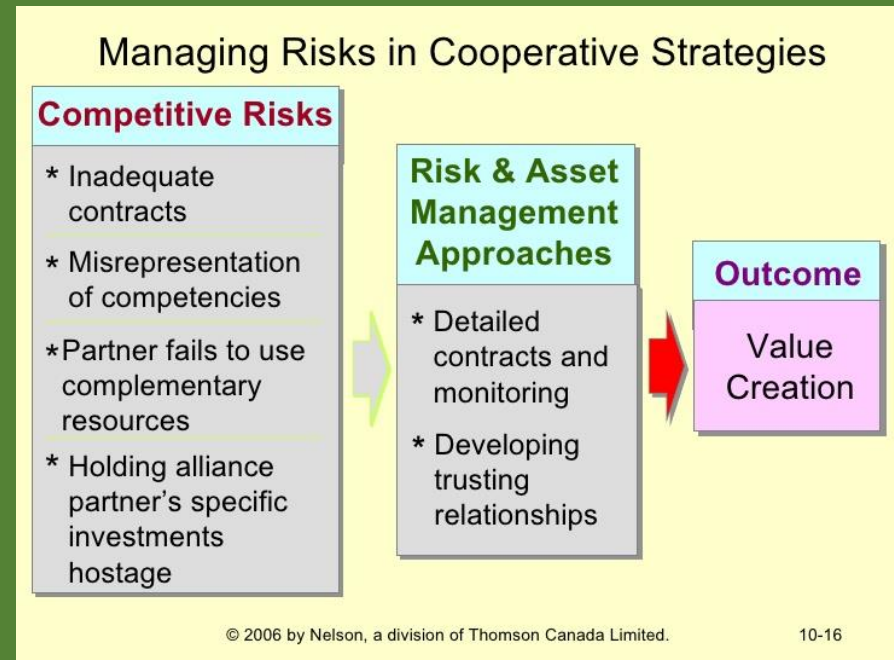 Managing Risks in Cooperative Strategies
Competitive Risks
* Inadequate
contracts
* Misrepresentation
of competencies
*Partner fails to use
complementary
resources
* Holding alliance
partner’s specific
investments
hostage
Risk & Asset
Management
Approaches
* Detailed
contracts and
monitoring
* Developing
trusting
relationships
Outcome
Value
Creation
© 2006 by Nelson, a division of Thomson Canada Limited.
10-16